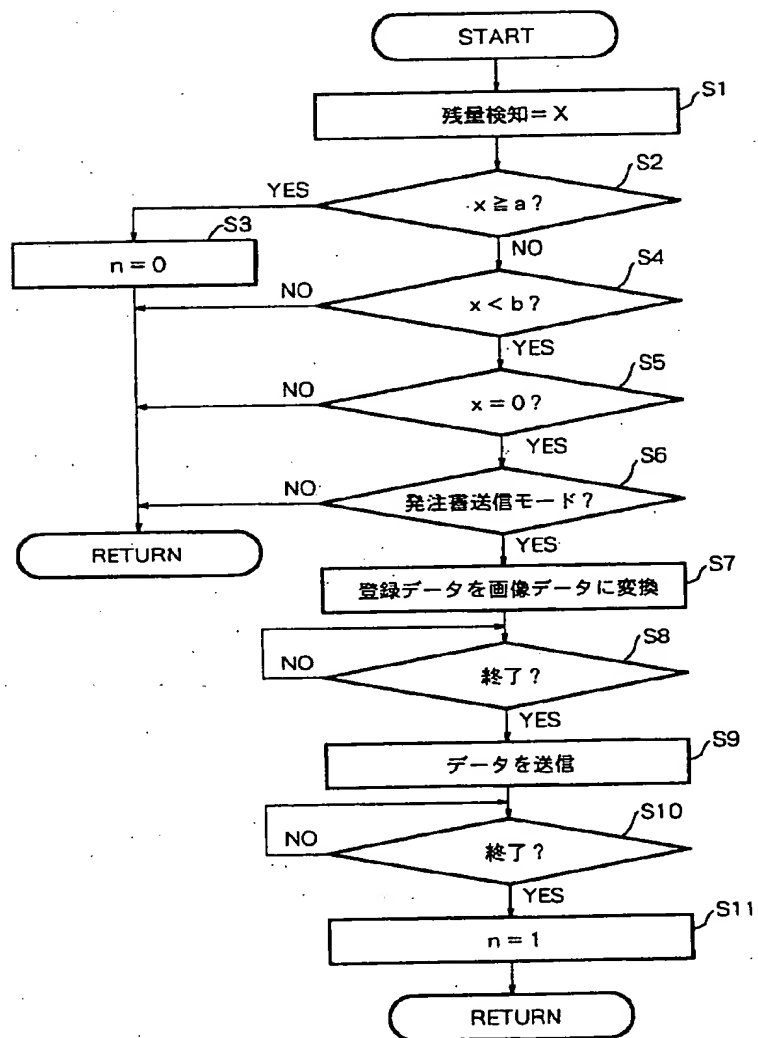 START
S1
残量検知=X
S2
x≧a?
YES
NO
S3
n=0
S4
x<b?
NO
YES
S5
x=0?
NO
YES
S6
発注書送信モード?
NO
YES
RETURN
S7
登録データを画像データに変換
S8
終了?
NO
YES
S9
データを送信
S10
終了?
NO
YES
S11
n=1
RETURN